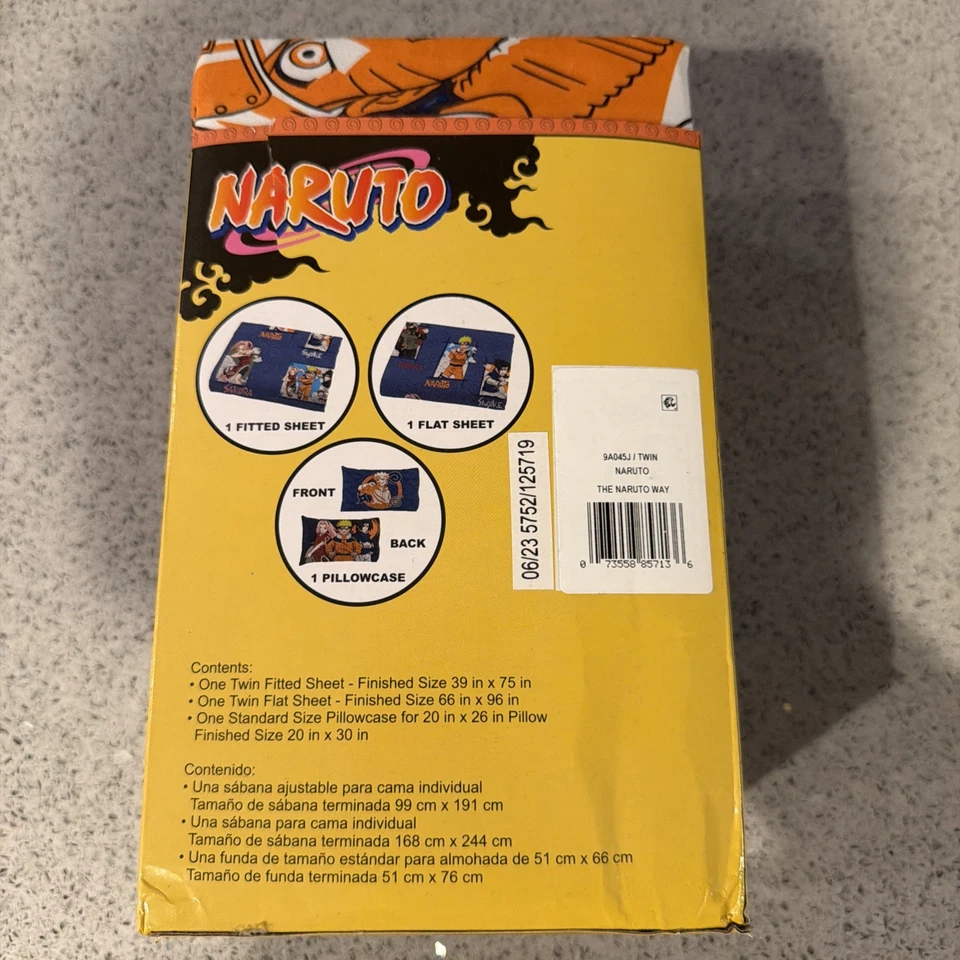 NARUTO
1 FITTED SHEET
1 FLAT SHEET
FRONT
BACK
1 PILLOWCASE
06/23 5752/125719
9A045J / TWIN
NARUTO
THE NARUTO WAY
0 73558 85713 6
Contents:
• One Twin Fitted Sheet - Finished Size 39 in x 75 in
• One Twin Flat Sheet - Finished Size 66 in x 96 in
• One Standard Size Pillowcase for 20 in x 26 in Pillow
Finished Size 20 in x 30 in
Contenido:
• Una sábana ajustable para cama individual
Tamaño de sábana terminada 99 cm x 191 cm
• Una sábana para cama individual
Tamaño de sábana terminada 168 cm x 244 cm
• Una funda de tamaño estándar para almohada de 51 cm x 66 cm
Tamaño de funda terminada 51 cm x 76 cm